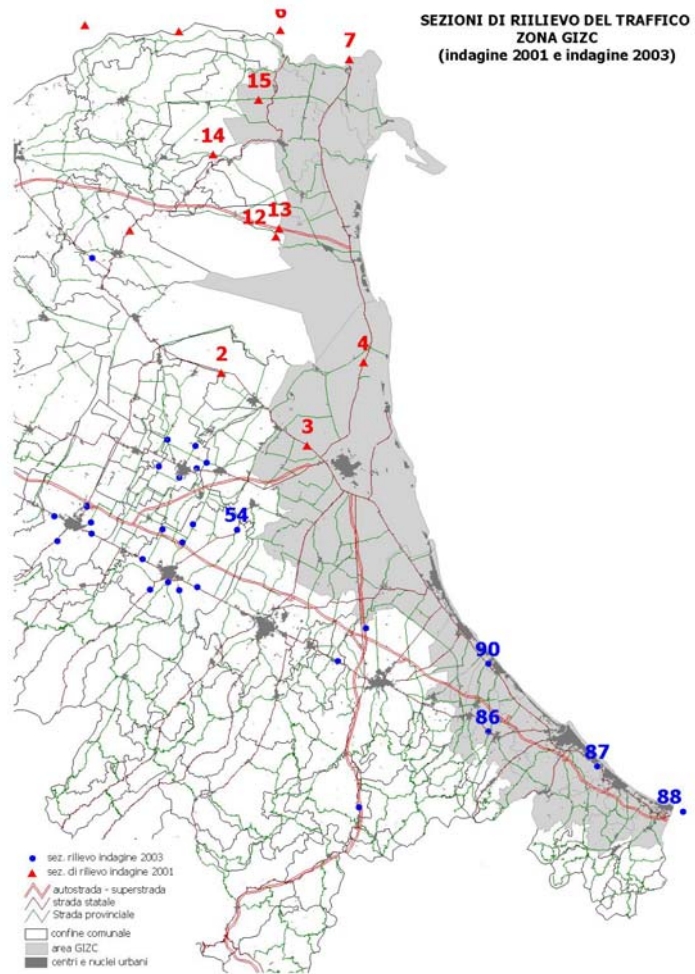 SEZIONI DI RIILIEVO DEL TRAFFICO
ZONA GIZC
(indagine 2001 e indagine 2003)
6
7
15
14
13
12
4
2
3
54
90
86
87
88
sez. rilievo indagine 2003
sez. di rilievo indagine 2001
autostrada - superstrada
strada statale
Strada provinciale
confine comunale
area GIZC
centri e nuclei urbani